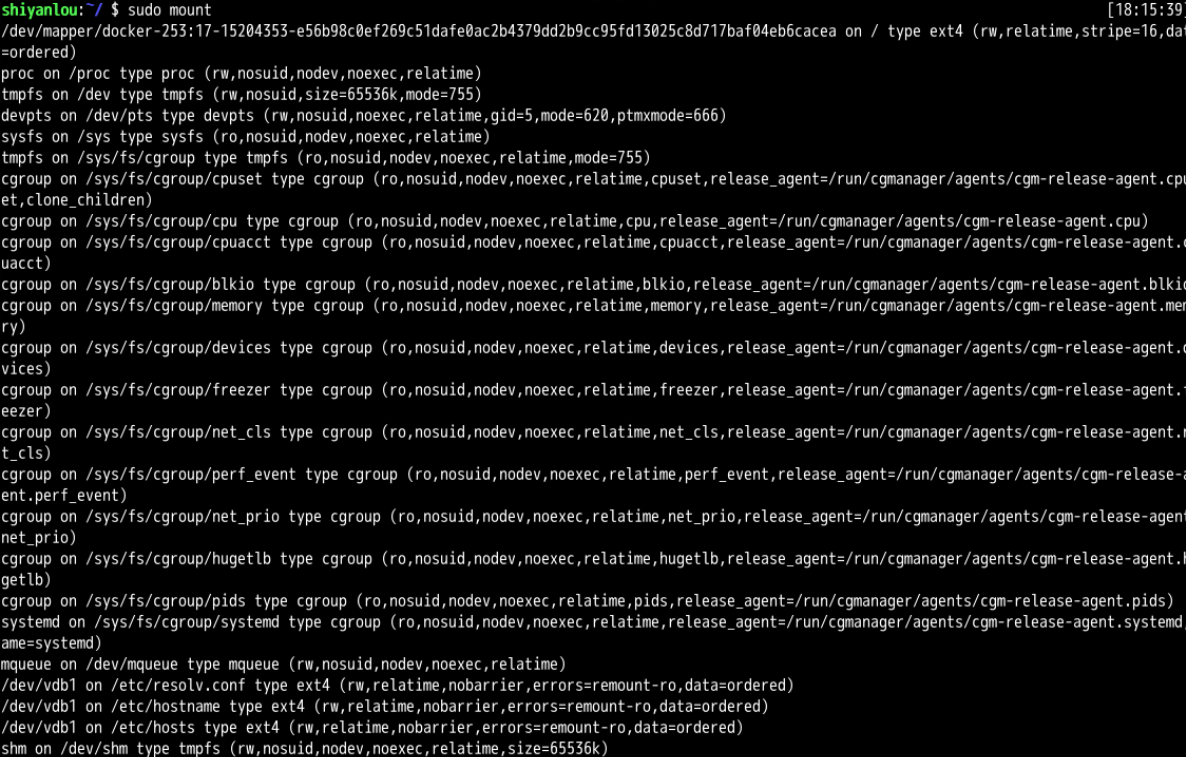 shiyanlou:~/ $ sudo mount [18:15:39]
/dev/mapper/docker-253:17-15204353-e56b98c0ef269c51dafe0ac2b4379dd2b9cc95fd13025c8d717baf04eb6cacea on / type ext4 (rw,relatime,stripe=16,dat
=ordered)
proc on /proc type proc (rw,nosuid,nodev,noexec,relatime)
tmpfs on /dev type tmpfs (rw,nosuid,size=65536k,mode=755)
devpts on /dev/pts type devpts (rw,nosuid,noexec,relatime,gid=5,mode=620,ptmxmode=666)
sysfs on /sys type sysfs (ro,nosuid,nodev,noexec,relatime)
tmpfs on /sys/fs/cgroup type tmpfs (ro,nosuid,nodev,noexec,relatime,mode=755)
cgroup on /sys/fs/cgroup/cpuset type cgroup (ro,nosuid,nodev,noexec,relatime,cpuset,release_agent=/run/cgmanager/agents/cgm-release-agent.cpu
et,clone_children)
cgroup on /sys/fs/cgroup/cpu type cgroup (ro,nosuid,nodev,noexec,relatime,cpu,release_agent=/run/cgmanager/agents/cgm-release-agent.cpu)
cgroup on /sys/fs/cgroup/cpuacct type cgroup (ro,nosuid,nodev,noexec,relatime,cpuacct,release_agent=/run/cgmanager/agents/cgm-release-agent.c
uacct)
cgroup on /sys/fs/cgroup/blkio type cgroup (ro,nosuid,nodev,noexec,relatime,blkio,release_agent=/run/cgmanager/agents/cgm-release-agent.blkio
cgroup on /sys/fs/cgroup/memory type cgroup (ro,nosuid,nodev,noexec,relatime,memory,release_agent=/run/cgmanager/agents/cgm-release-agent.mem
ry)
cgroup on /sys/fs/cgroup/devices type cgroup (ro,nosuid,nodev,noexec,relatime,devices,release_agent=/run/cgmanager/agents/cgm-release-agent.d
vices)
cgroup on /sys/fs/cgroup/freezer type cgroup (ro,nosuid,nodev,noexec,relatime,freezer,release_agent=/run/cgmanager/agents/cgm-release-agent.f
eezer)
cgroup on /sys/fs/cgroup/net_cls type cgroup (ro,nosuid,nodev,noexec,relatime,net_cls,release_agent=/run/cgmanager/agents/cgm-release-agent.n
t_cls)
cgroup on /sys/fs/cgroup/perf_event type cgroup (ro,nosuid,nodev,noexec,relatime,perf_event,release_agent=/run/cgmanager/agents/cgm-release-a
ent.perf_event)
cgroup on /sys/fs/cgroup/net_prio type cgroup (ro,nosuid,nodev,noexec,relatime,net_prio,release_agent=/run/cgmanager/agents/cgm-release-agent
net_prio)
cgroup on /sys/fs/cgroup/hugetlb type cgroup (ro,nosuid,nodev,noexec,relatime,hugetlb,release_agent=/run/cgmanager/agents/cgm-release-agent.h
getlb)
cgroup on /sys/fs/cgroup/pids type cgroup (ro,nosuid,nodev,noexec,relatime,pids,release_agent=/run/cgmanager/agents/cgm-release-agent.pids)
systemd on /sys/fs/cgroup/systemd type cgroup (ro,nosuid,nodev,noexec,relatime,release_agent=/run/cgmanager/agents/cgm-release-agent.systemd,
ame=systemd)
mqueue on /dev/mqueue type mqueue (rw,nosuid,nodev,noexec,relatime)
/dev/vdb1 on /etc/resolv.conf type ext4 (rw,relatime,nobarrier,errors=remount-ro,data=ordered)
/dev/vdb1 on /etc/hostname type ext4 (rw,relatime,nobarrier,errors=remount-ro,data=ordered)
/dev/vdb1 on /etc/hosts type ext4 (rw,relatime,nobarrier,errors=remount-ro,data=ordered)
shm on /dev/shm type tmpfs (rw,nosuid,nodev,noexec,relatime,size=65536k)